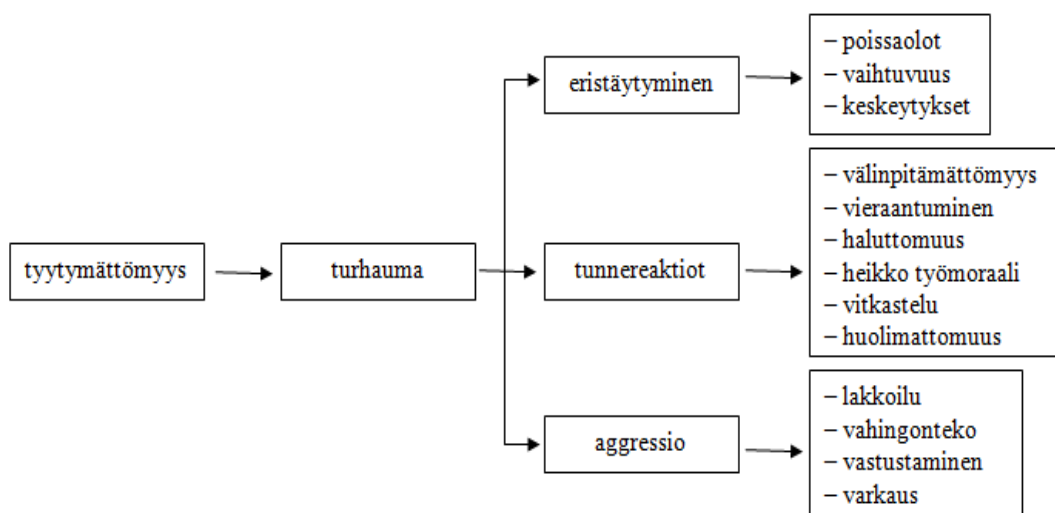 tyytymättömyys
turhauma
eristäytyminen
– poissaolot
– vaihtuvuus
– keskeytykset
tunnereaktiot
– välinpitämättömyys
– vieraantuminen
– haluttomuus
– heikko työmoraali
– vitkastelu
– huolimattomuus
aggressio
– lakkoilu
– vahingonteko
– vastustaminen
– varkaus